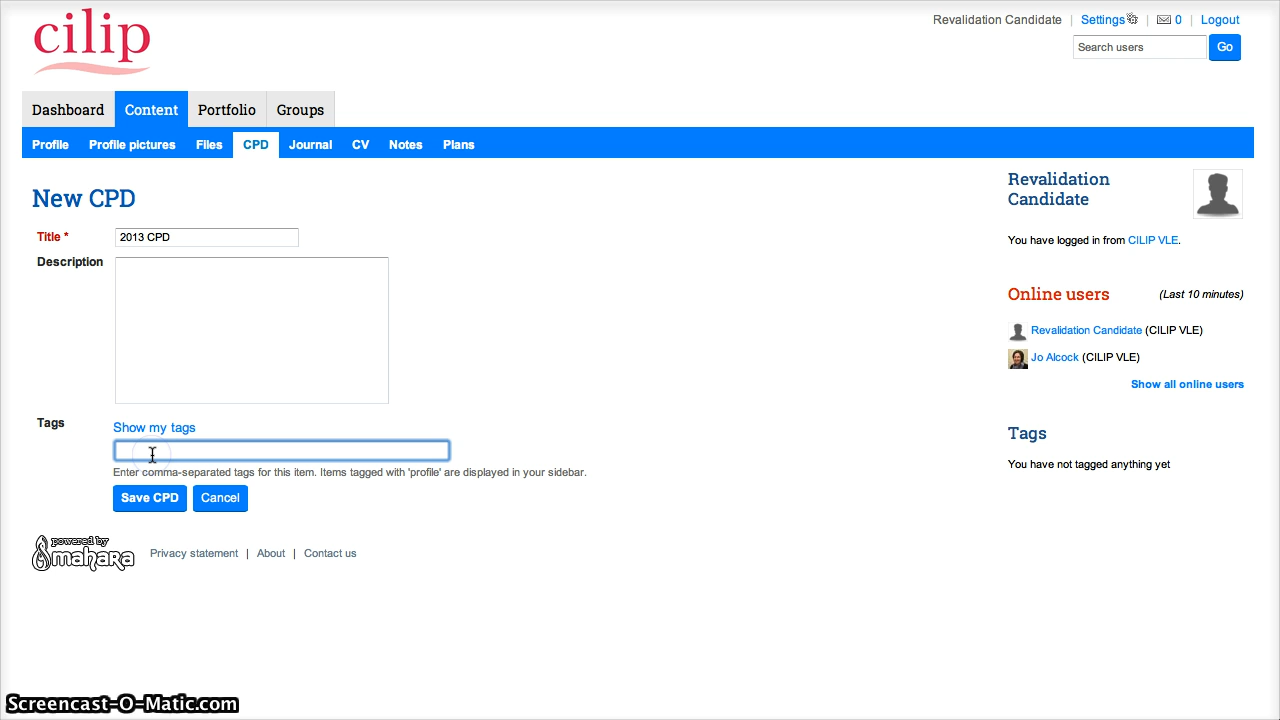 cilip
Revalidation Candidate | Settings | 0 | Logout
Search users Go
Dashboard Content Portfolio Groups
Profile Profile pictures Files CPD Journal CV Notes Plans
New CPD
Title * 2013 CPD
Description
Tags Show my tags
Enter comma-separated tags for this item. Items tagged with 'profile' are displayed in your sidebar.
Save CPD Cancel
powered by
mahara Privacy statement | About | Contact us
Revalidation
Candidate
You have logged in from CILIP VLE.
Online users (Last 10 minutes)
Revalidation Candidate (CILIP VLE)
Jo Alcock (CILIP VLE)
Show all online users
Tags
You have not tagged anything yet
Screencast-O-Matic.com